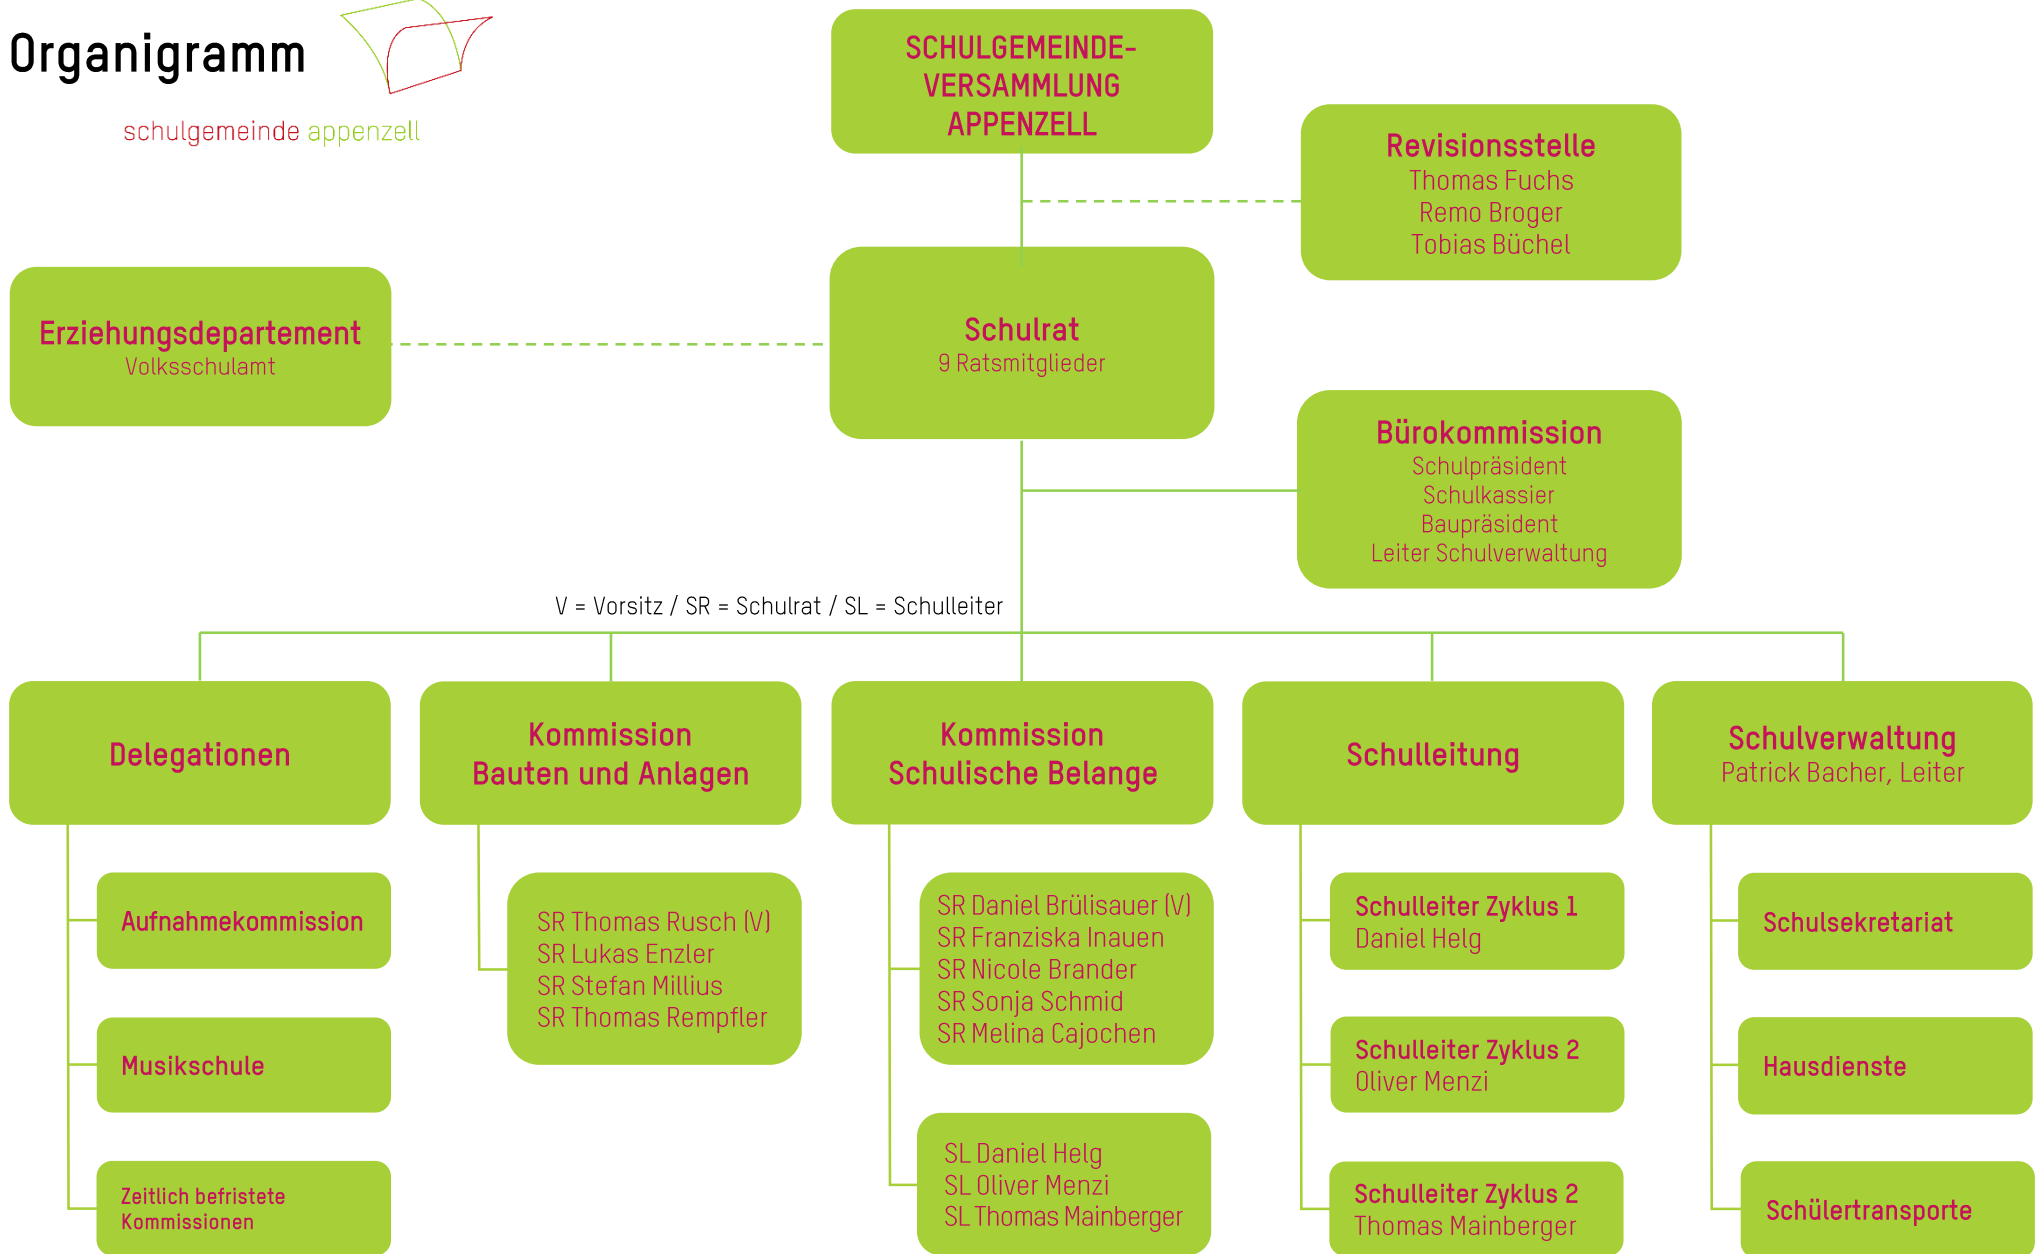 Organigramm
schulgemeinde appenzell
SCHULGEMEINDE-
VERSAMMLUNG
APPENZELL
Revisionsstelle
Thomas Fuchs
Remo Broger
Tobias Büchel
Erziehungsdepartement
Volksschulamt
Schulrat
9 Ratsmitglieder
Bürokommission
Schulpräsident
Schulkassier
Baupräsident
Leiter Schulverwaltung
V = Vorsitz / SR = Schulrat / SL = Schulleiter
Delegationen
Aufnahmekommission
Musikschule
Zeitlich befristete
Kommissionen
Kommission
Bauten und Anlagen
SR Thomas Rusch (V)
SR Lukas Enzler
SR Stefan Millius
SR Thomas Rempfler
Kommission
Schulische Belange
SR Daniel Brülisauer (V)
SR Franziska Inauen
SR Nicole Brander
SR Sonja Schmid
SR Melina Cajochen
SL Daniel Helg
SL Oliver Menzi
SL Thomas Mainberger
Schulleitung
Schulleiter Zyklus 1
Daniel Helg
Schulleiter Zyklus 2
Oliver Menzi
Schulleiter Zyklus 2
Thomas Mainberger
Schulverwaltung
Patrick Bacher, Leiter
Schulsekretariat
Hausdienste
Schülertransporte